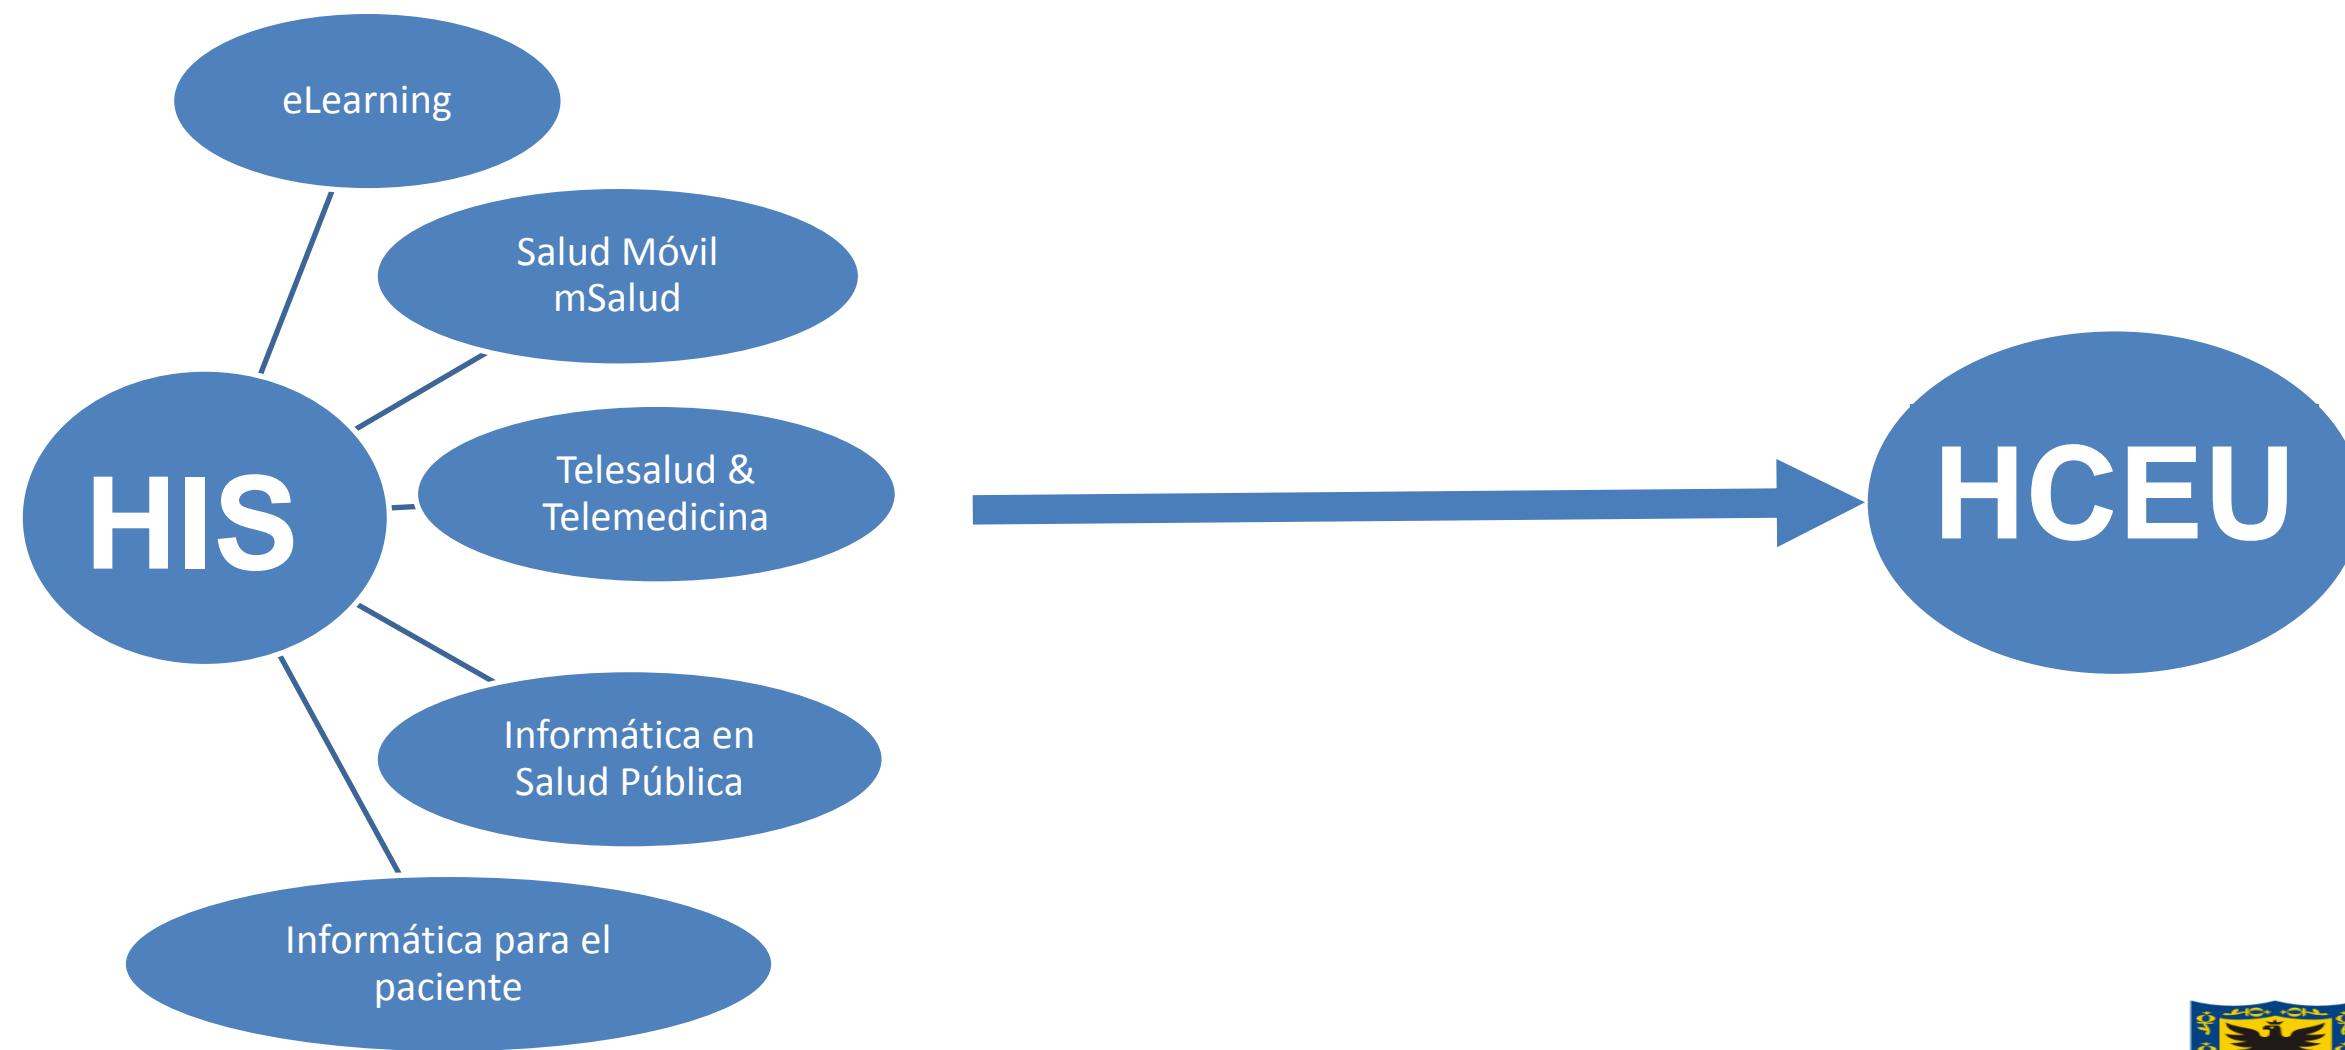 eLearning
Salud Móvil
mSalud
HIS
Telesalud &
Telemedicina
HCEU
Informática en
Salud Pública
Informática para el
paciente